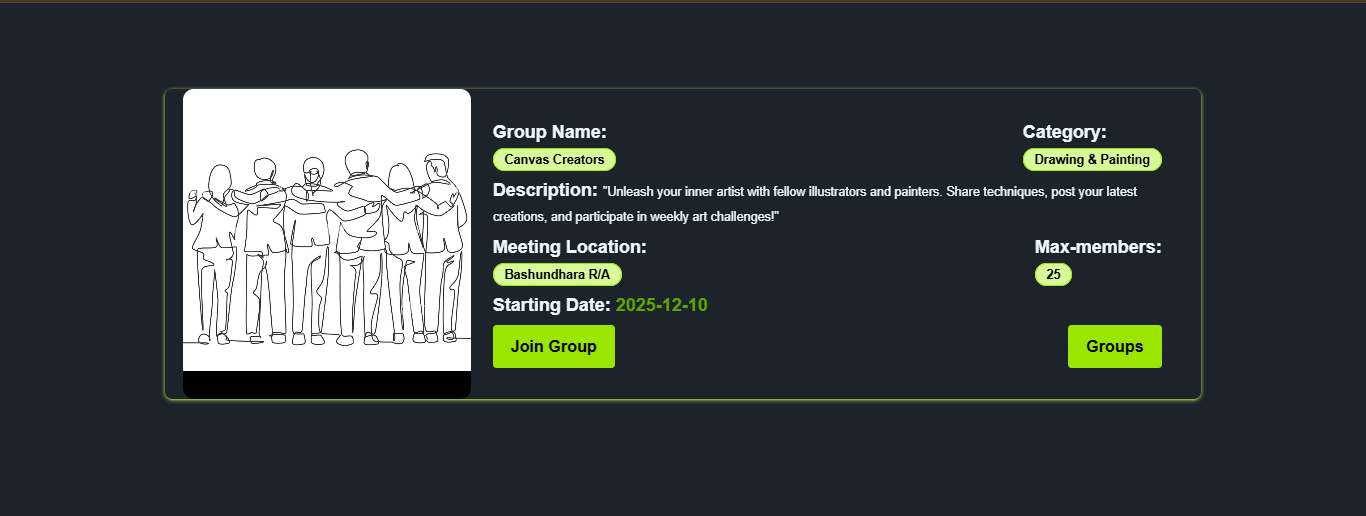 Group Name: Category:
Canvas Creators Drawing & Painting
Description: "Unleash your inner artist with fellow illustrators and painters. Share techniques, post your latest
creations, and participate in weekly art challenges!"
Meeting Location: Max-members:
Bashundhara R/A 25
Starting Date: 2025-12-10
Join Group Groups